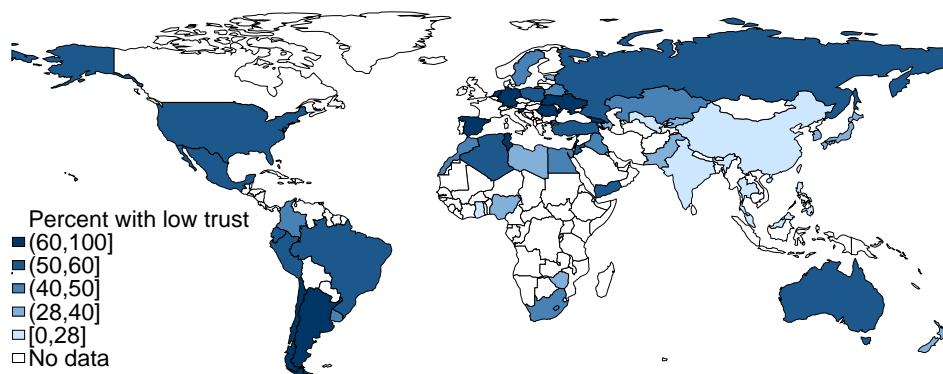 Percent with low trust
(60,100]
(50,60]
(40,50]
(28,40]
[0,28]
No data